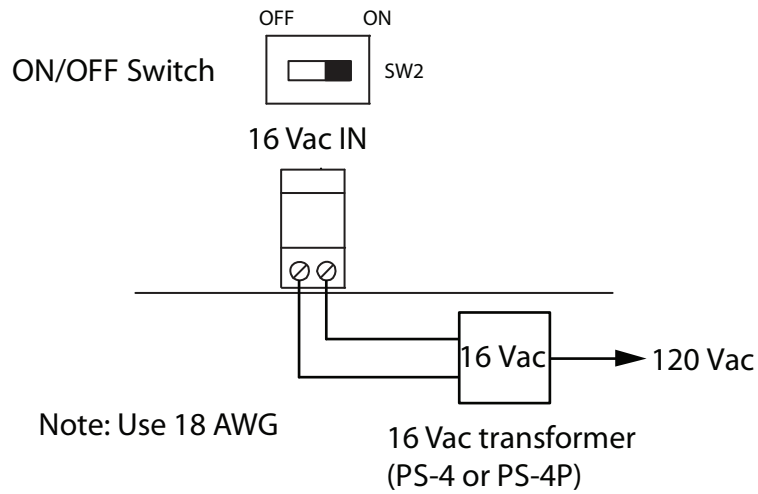 OFF ON
ON/OFF Switch
SW2
16 Vac IN
16 Vac
120 Vac
Note: Use 18 AWG
16 Vac transformer
(PS-4 or PS-4P)